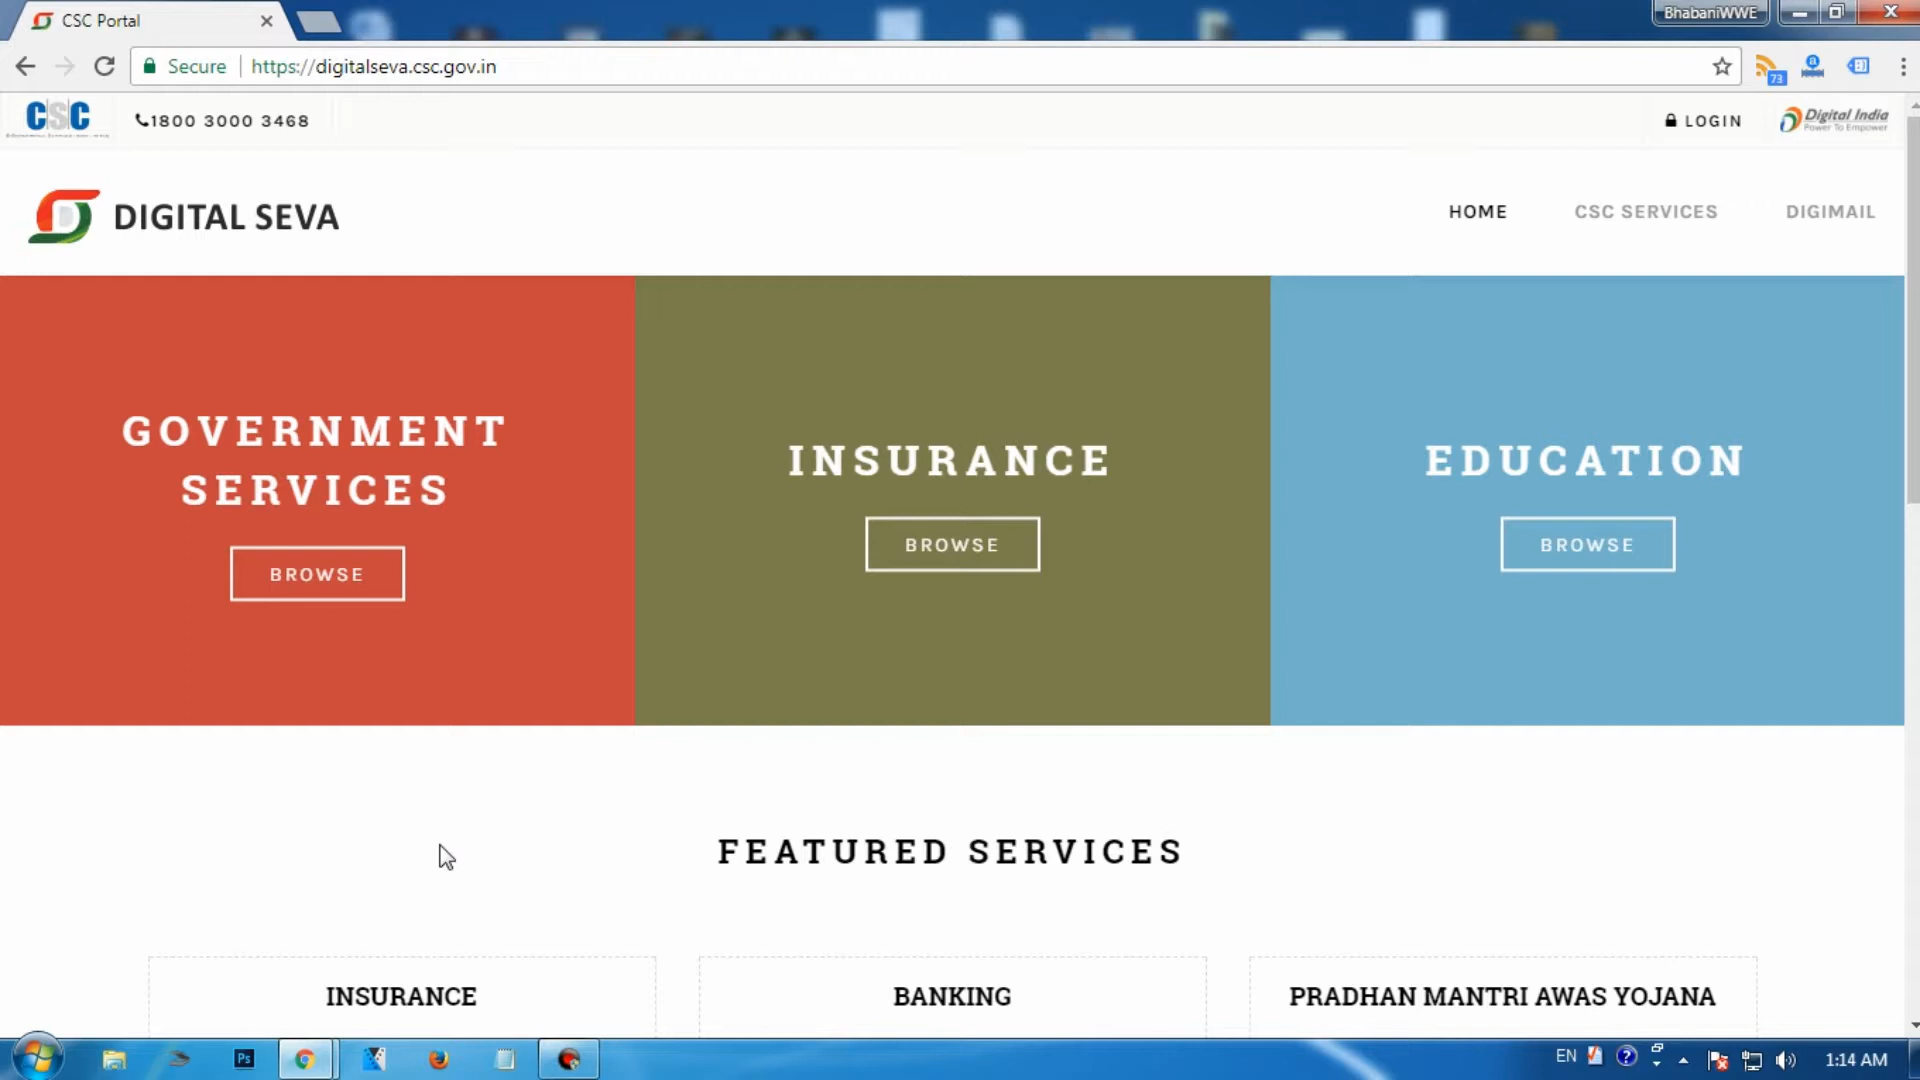 CSC Portal
BhabaniWWE
Secure
https://digitalseva.csc.gov.in
73
CSC
1800 3000 3468
LOGIN
Digital India
Power To Empower
DIGITAL SEVA
HOME
CSC SERVICES
DIGIMAIL
GOVERNMENT
SERVICES
BROWSE
INSURANCE
BROWSE
EDUCATION
BROWSE
FEATURED SERVICES
INSURANCE
BANKING
PRADHAN MANTRI AWAS YOJANA
Ps
EN
1:14 AM